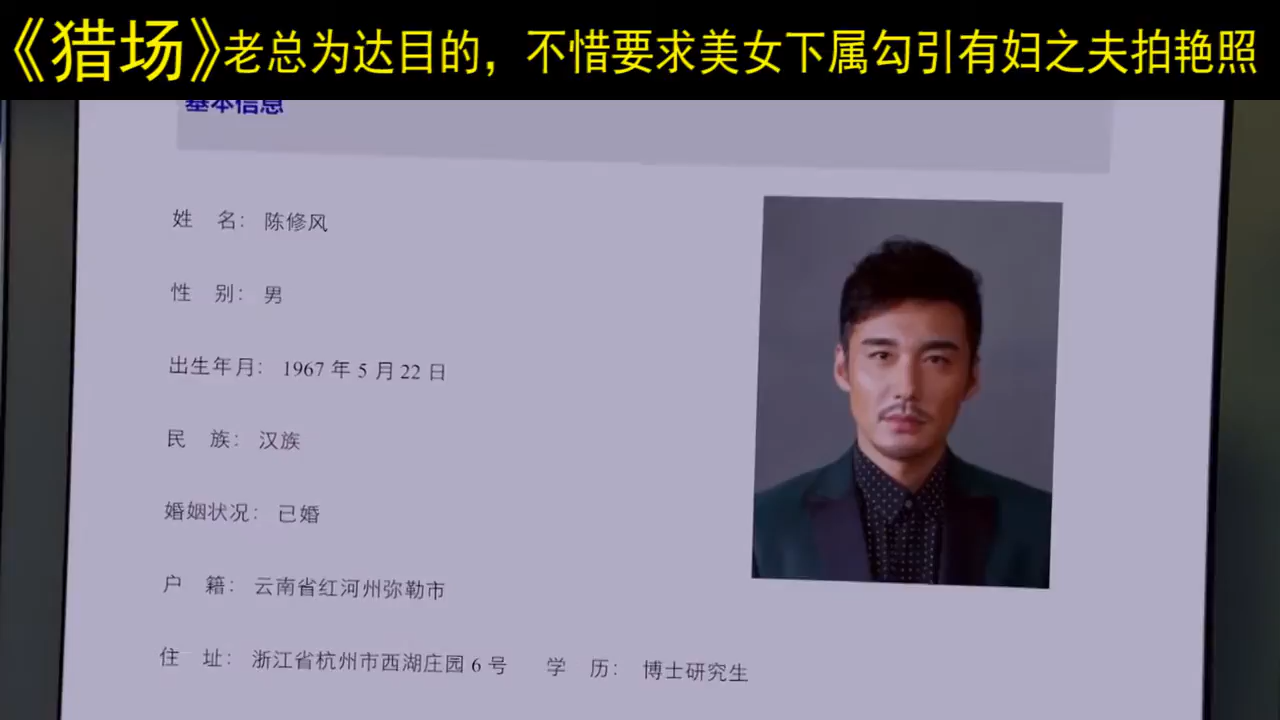 《猎场》老总为达目的，不惜要求美女下属勾引有妇之夫拍艳照
基本信息
姓 名： 陈修风
性 别： 男
出生年月： 1967 年 5 月 22 日
民 族： 汉族
婚姻状况： 已婚
户 籍： 云南省红河州弥勒市
住 址： 浙江省杭州市西湖庄园 6 号 学 历： 博士研究生